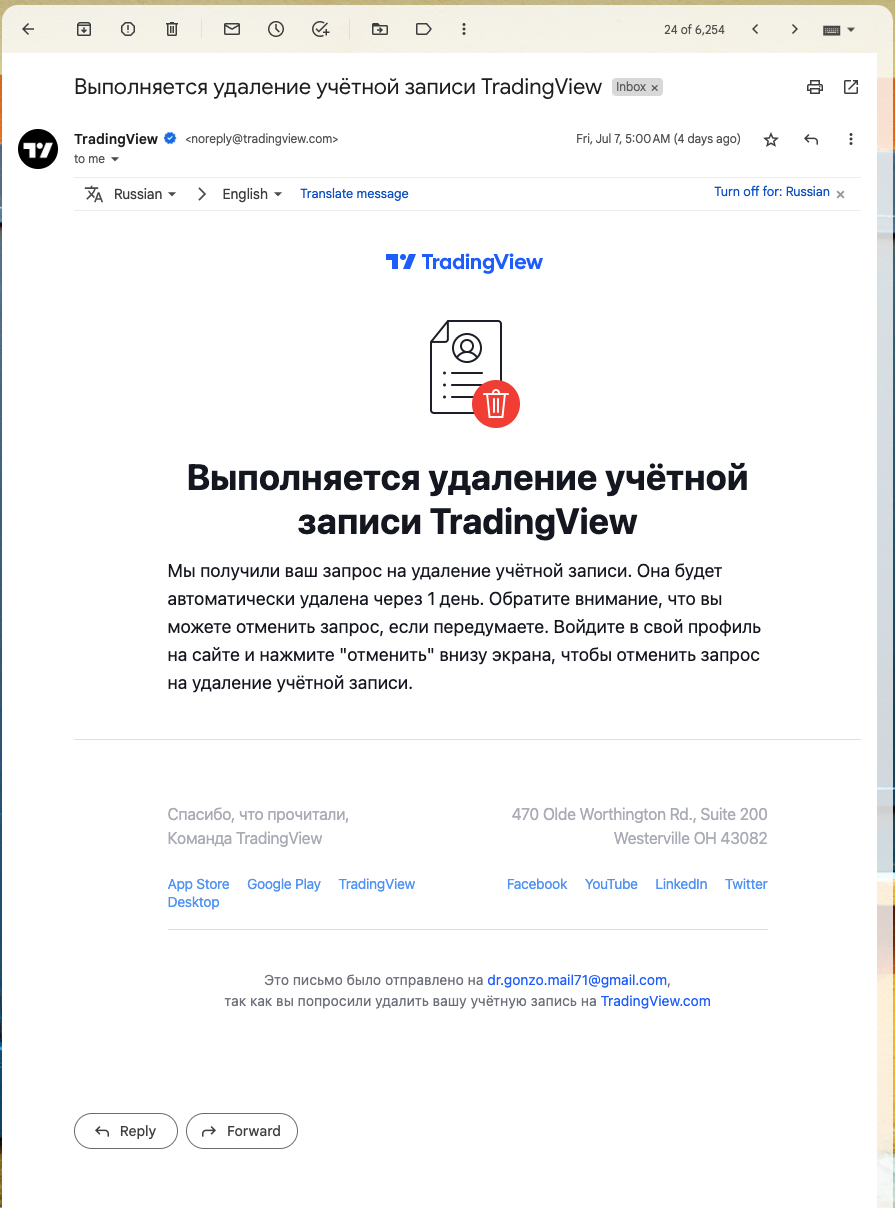 24 of 6,254
Выполняется удаление учётной записи TradingView Inbox ×
TradingView <noreply@tradingview.com> Fri, Jul 7, 5:00 AM (4 days ago)
to me
Russian English Translate message Turn off for: Russian ×
TradingView
Выполняется удаление учётной
записи TradingView
Мы получили ваш запрос на удаление учётной записи. Она будет
автоматически удалена через 1 день. Обратите внимание, что вы
можете отменить запрос, если передумаете. Войдите в свой профиль
на сайте и нажмите "отменить" внизу экрана, чтобы отменить запрос
на удаление учётной записи.
Спасибо, что прочитали,
Команда TradingView
470 Olde Worthington Rd., Suite 200
Westerville OH 43082
App Store Google Play TradingView
Desktop
Facebook YouTube LinkedIn Twitter
Это письмо было отправлено на dr.gonzo.mail71@gmail.com,
так как вы попросили удалить вашу учётную запись на TradingView.com
Reply Forward